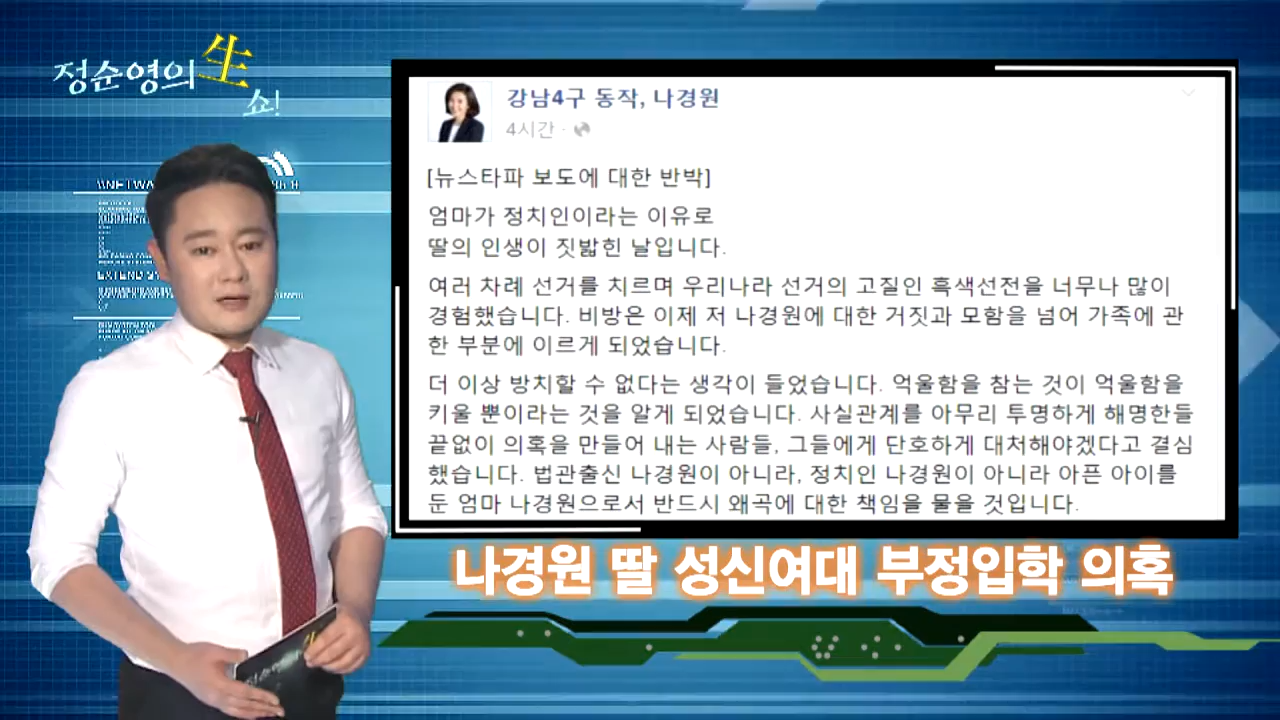 정순영의 生
쇼!
강남4구 동작, 나경원
4시간
[뉴스타파 보도에 대한 반박]
엄마가 정치인이라는 이유로
딸의 인생이 짓밟힌 날입니다.
여러 차례 선거를 치르며 우리나라 선거의 고질인 흑색선전을 너무나 많이
경험했습니다. 비방은 이제 저 나경원에 대한 거짓과 모함을 넘어 가족에 관
한 부분에 이르게 되었습니다.
더 이상 방치할 수 없다는 생각이 들었습니다. 억울함을 참는 것이 억울함을
키울 뿐이라는 것을 알게 되었습니다. 사실관계를 아무리 투명하게 해명한들
끝없이 의혹을 만들어 내는 사람들, 그들에게 단호하게 대처해야겠다고 결심
했습니다. 법관출신 나경원이 아니라, 정치인 나경원이 아니라 아픈 아이를
둔 엄마 나경원으로서 반드시 왜곡에 대한 책임을 물을 것입니다.
나경원 딸 성신여대 부정입학 의혹